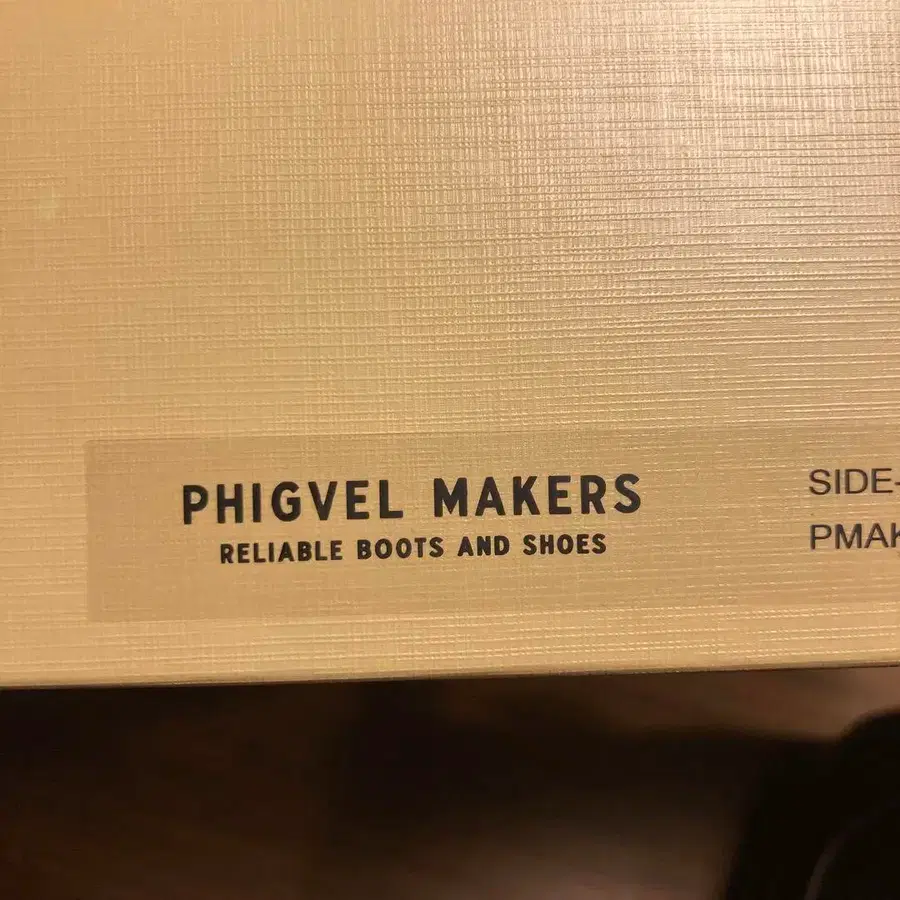 PHIGVEL MAKERS
RELIABLE BOOTS AND SHOES
SIDE-
PMAK